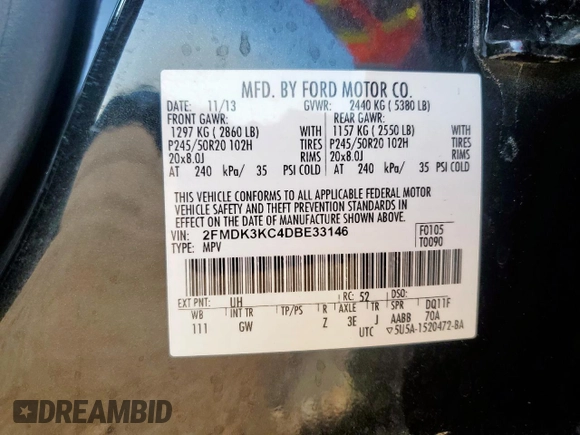 MFD. BY FORD MOTOR CO.
DATE: 11/13 GVWR: 2440 KG ( 5380 LB)
FRONT GAWR: REAR GAWR:
1297 KG ( 2860 LB) WITH 1157 KG ( 2550 LB) WITH
P245/50R20 102H TIRES P245/50R20 102H TIRES
20x8.0J RIMS 20x8.0J RIMS
AT 240 kPa/ 35 PSI COLD AT 240 kPa/ 35 PSI COLD
THIS VEHICLE CONFORMS TO ALL APPLICABLE FEDERAL MOTOR
VEHICLE SAFETY AND THEFT PREVENTION STANDARDS IN
EFFECT ON THE DATE OF MANUFACTURE SHOWN ABOVE.
VIN: 2FMDK3KC4DBE33146 F0105
TYPE: MPV T0090
EXT PNT: UH RC: 52 DSO:
WB INT TR TP/PS R AXLE TR SPR DQ11F
111 GW Z 3E J AABB 70A
UTC ▽5U5A-1520472-BA
DREAMBID